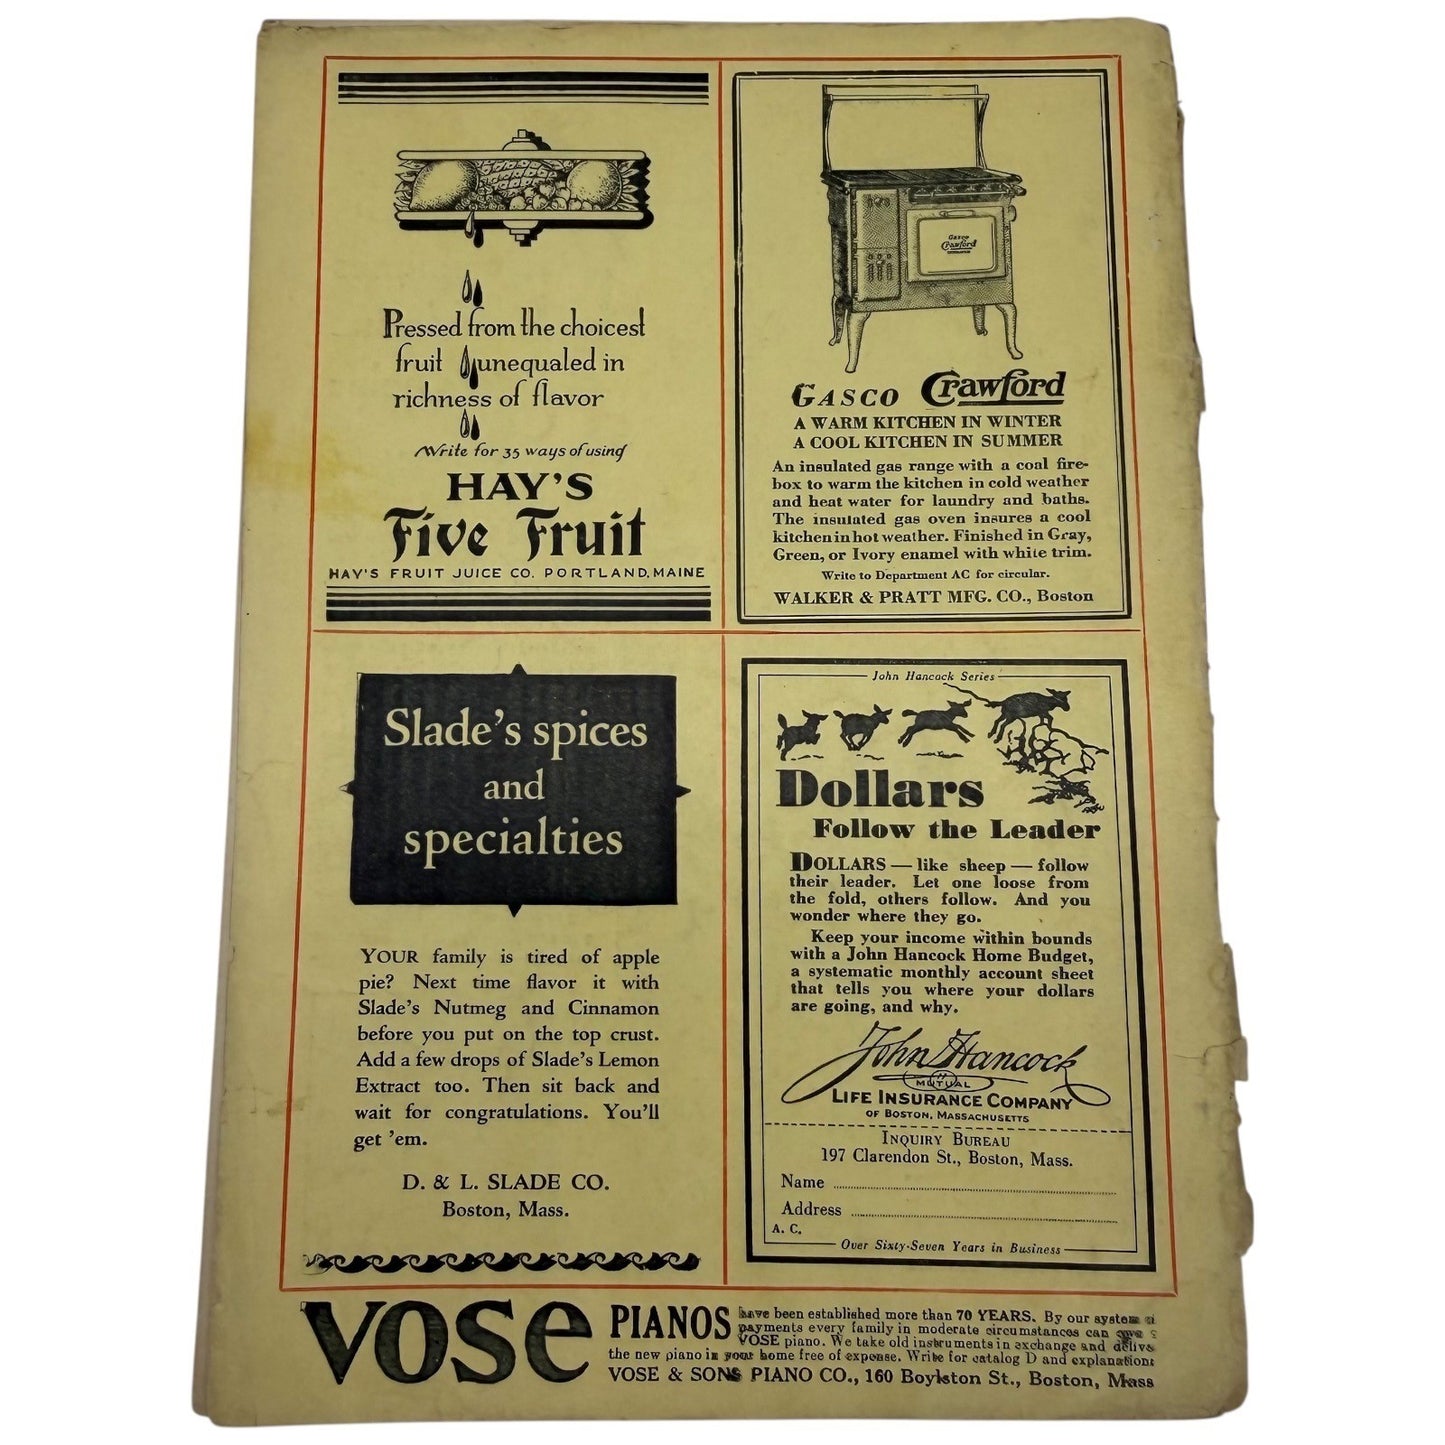 Pressed from the choicest
fruit unequaled in
richness of flavor
Write for 35 ways of using
HAY'S
Five Fruit
HAY'S FRUIT JUICE CO. PORTLAND, MAINE
Gasco
Crawford
GASCO Crawford
A WARM KITCHEN IN WINTER
A COOL KITCHEN IN SUMMER
An insulated gas range with a coal fire-
box to warm the kitchen in cold weather
and heat water for laundry and baths.
The insulated gas oven insures a cool
kitchen in hot weather. Finished in Gray,
Green, or Ivory enamel with white trim.
Write to Department AC for circular.
WALKER & PRATT MFG. CO., Boston
Slade's spices
and
specialties
YOUR family is tired of apple
pie? Next time flavor it with
Slade's Nutmeg and Cinnamon
before you put on the top crust.
Add a few drops of Slade's Lemon
Extract too. Then sit back and
wait for congratulations. You'll
get 'em.
D. & L. SLADE CO.
Boston, Mass.
John Hancock Series
Dollars
Follow the Leader
DOLLARS — like sheep — follow
their leader. Let one loose from
the fold, others follow. And you
wonder where they go.
Keep your income within bounds
with a John Hancock Home Budget,
a systematic monthly account sheet
that tells you where your dollars
are going, and why.
John Hancock
MUTUAL
LIFE INSURANCE COMPANY
OF BOSTON, MASSACHUSETTS
INQUIRY BUREAU
197 Clarendon St., Boston, Mass.
Name
Address
A. C.
Over Sixty-Seven Years in Business
VOSE PIANOS have been established more than 70 YEARS. By our system
payments every family in moderate circumstances can
VOSE piano. We take old instruments in exchange and
the new piano in your home free of expense. Write for catalog D and explanation
VOSE & SONS PIANO CO., 160 Boylston St., Boston, Mass